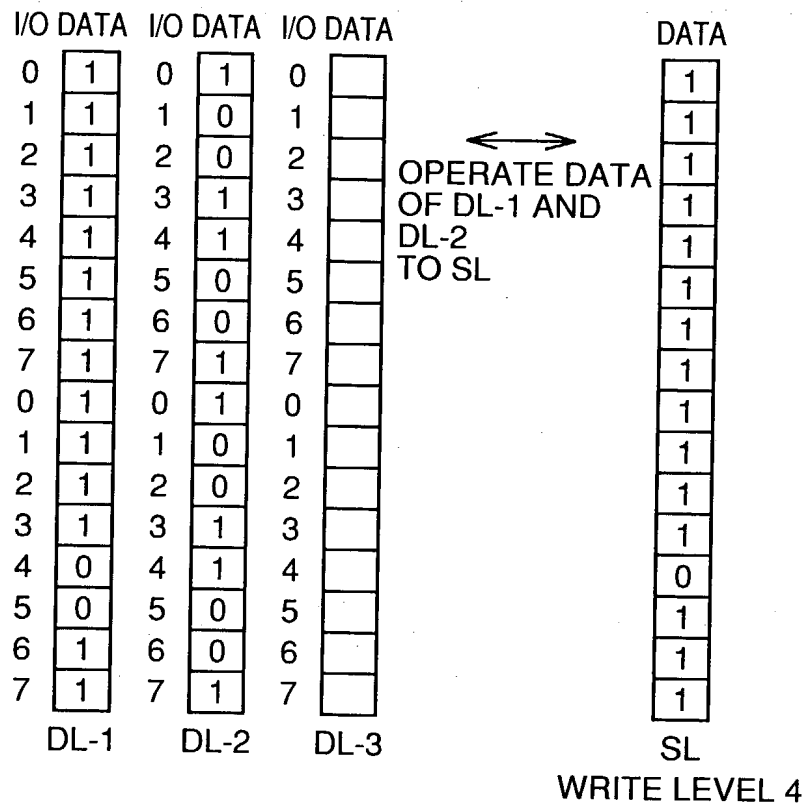 I/O DATA I/O DATA I/O DATA DATA
0 1 0 1 0 1
1 1 1 0 1 1
2 1 2 0 2 1
3 1 3 1 3 1
4 1 4 1 4 1
5 1 5 0 5 1
6 1 6 0 6 1
7 1 7 1 7 1
0 1 0 1 0 1
1 1 1 0 1 1
2 1 2 0 2 1
3 1 3 1 3 1
4 0 4 1 4 0
5 0 5 0 5 1
6 1 6 0 6 1
7 1 7 1 7 1
OPERATE DATA
OF DL-1 AND
DL-2
TO SL
DL-1 DL-2 DL-3 SL
WRITE LEVEL 4